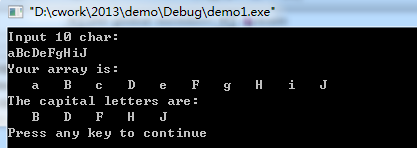 "D:\cwork\2013\demo\Debug\demo1.exe"
Input 10 char:
aBcDeFgHiJ
Your array is:
   a   B   c   D   e   F   g   H   i   J
The capital letters are:
   B   D   F   H   J
Press any key to continue